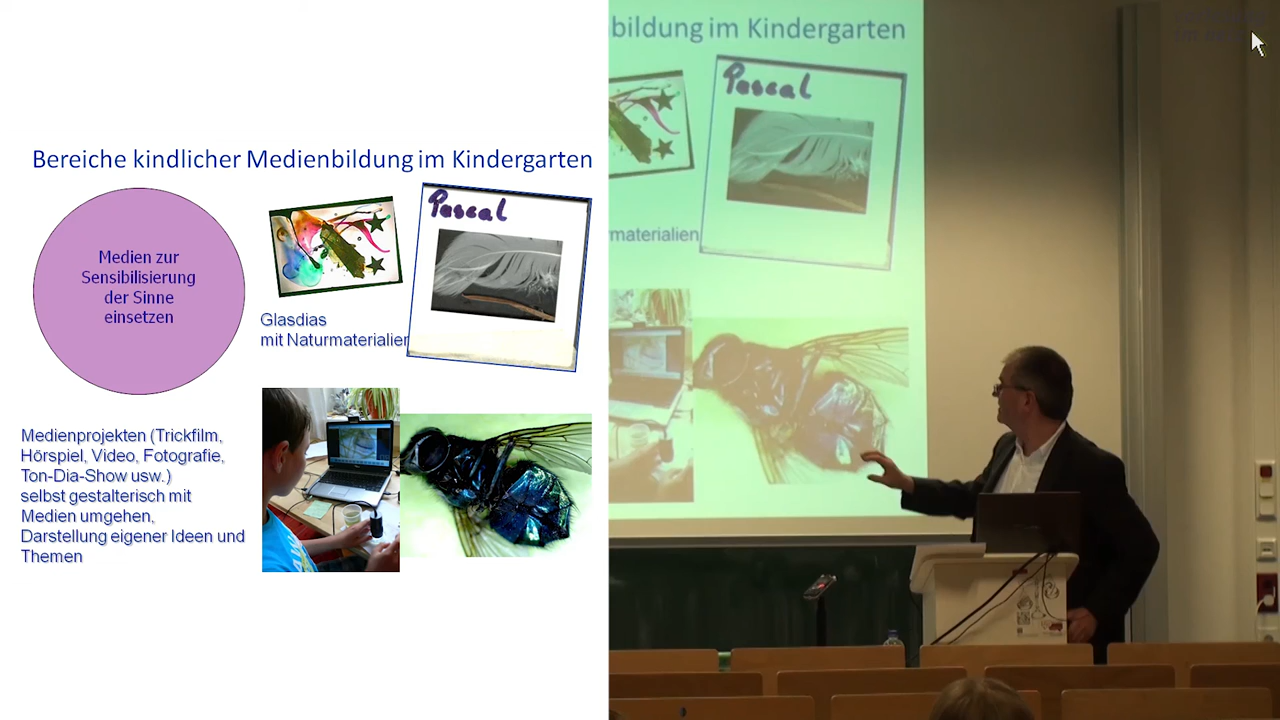 Bereiche kindlicher Medienbildung im Kindergarten
Medien zur
Sensibilisierung
der Sinne
einsetzen
Pascal
Glasdias
mit Naturmaterialien
Medienprojekten (Trickfilm,
Hörspiel, Video, Fotografie,
Ton-Dia-Show usw.)
selbst gestalterisch mit
Medien umgehen,
Darstellung eigener Ideen und
Themen
bildung im Kindergarten
Pascal
rmaterialien